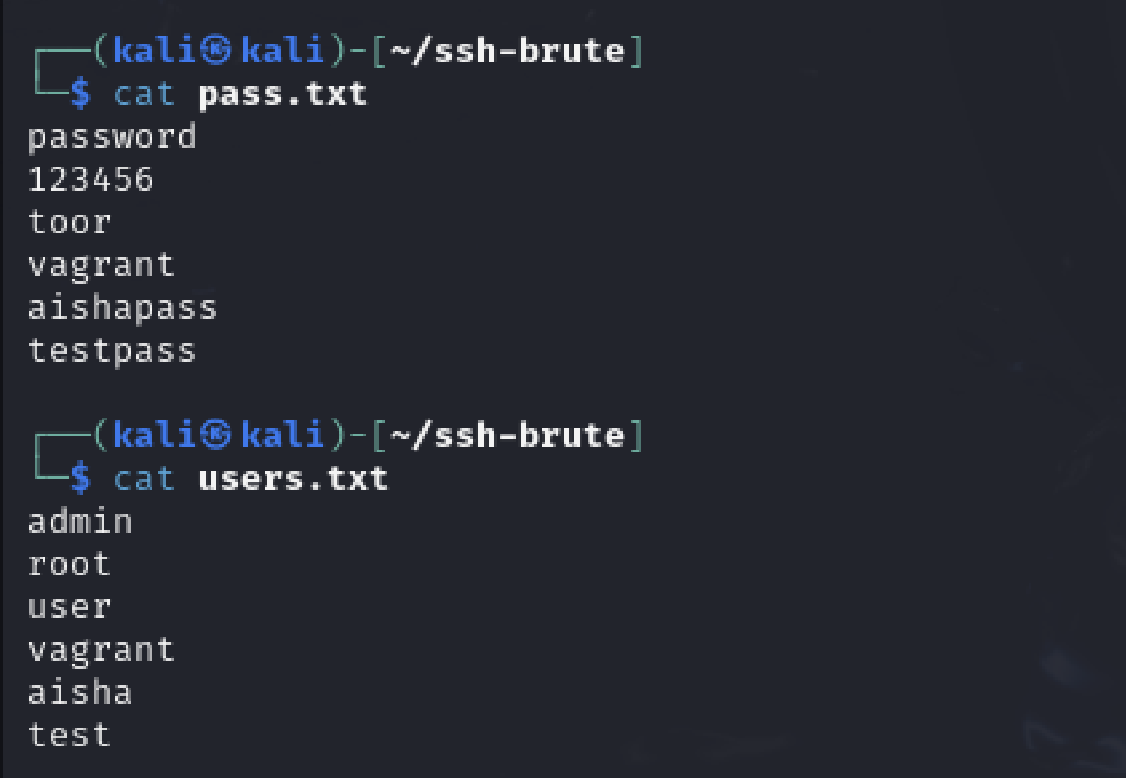 ┌──(kali㉿kali)-[~/ssh-brute]
└─$ cat pass.txt
password
123456
toor
vagrant
aishapass
testpass
┌──(kali㉿kali)-[~/ssh-brute]
└─$ cat users.txt
admin
root
user
vagrant
aisha
test